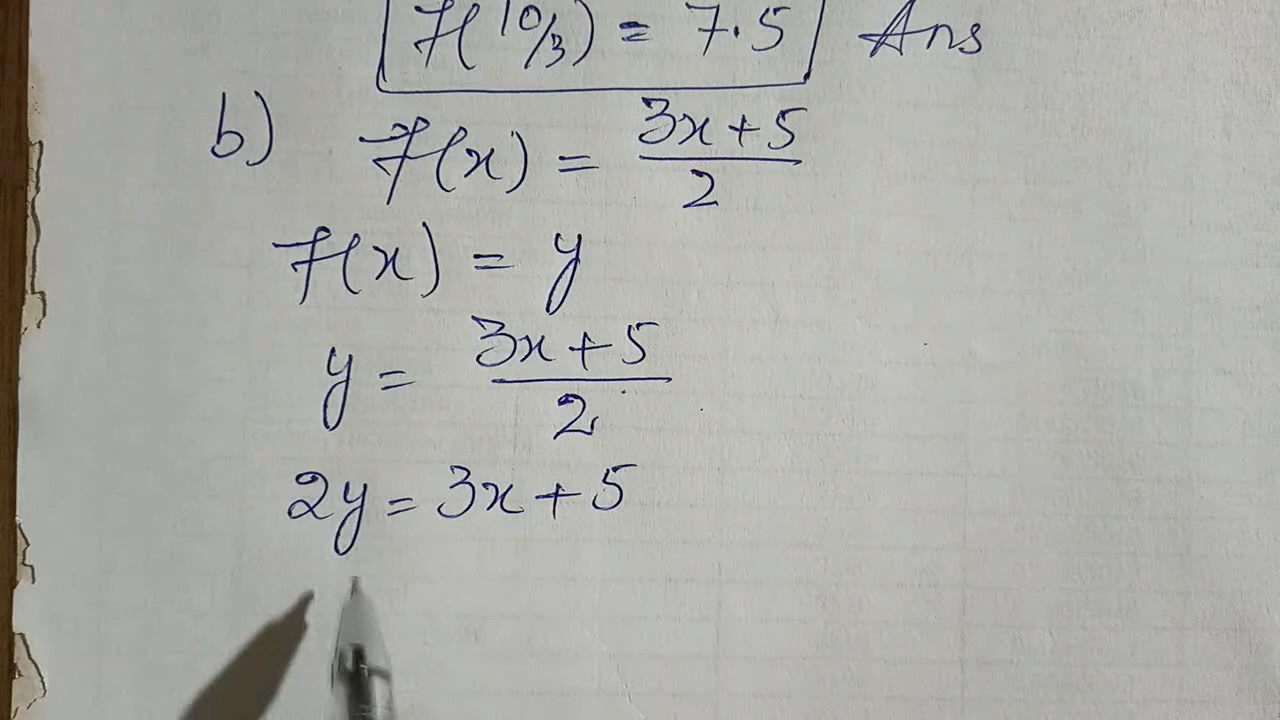 F(10/3) = 7.5 Ans
b) F(x) = 3x+5/2
F(x) = y
y = 3x+5/2
2y = 3x+5